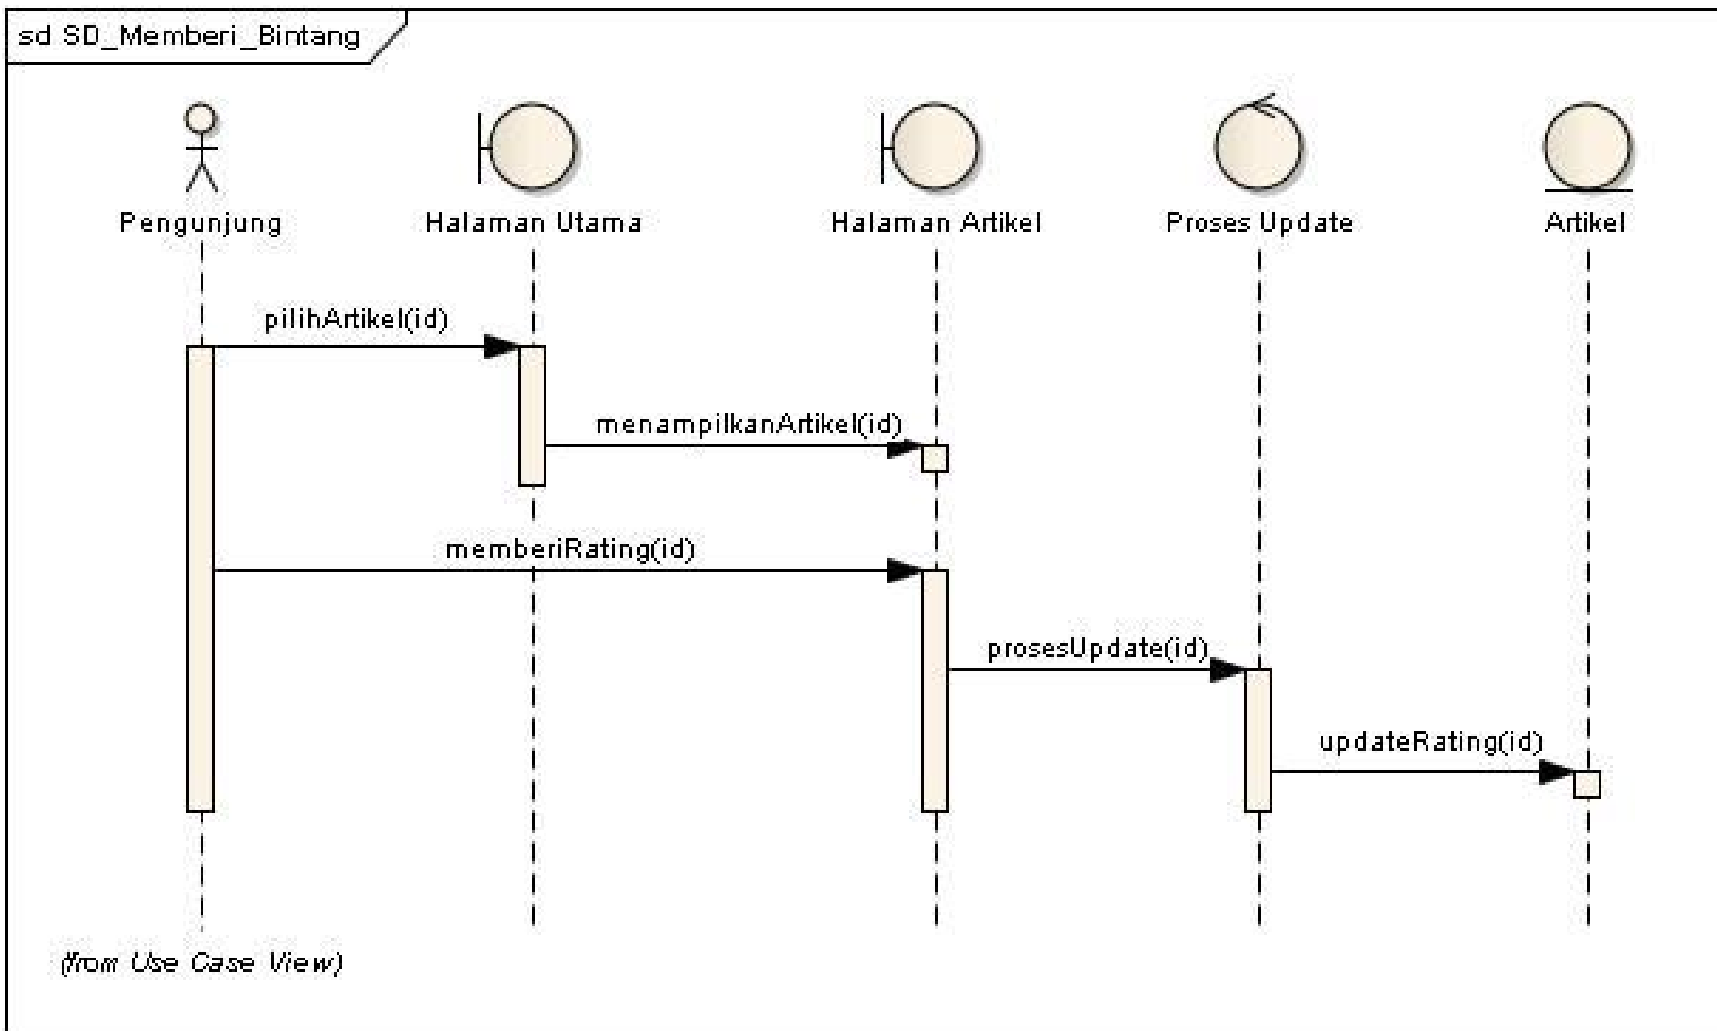 sd SD_Memberi_Bintang
Pengunjung
Halaman Utama
Halaman Artikel
Proses Update
Artikel
pilihArtikel(id)
menampilkanArtikel(id)
memberiRating(id)
prosesUpdate(id)
updateRating(id)
(from Use Case View)